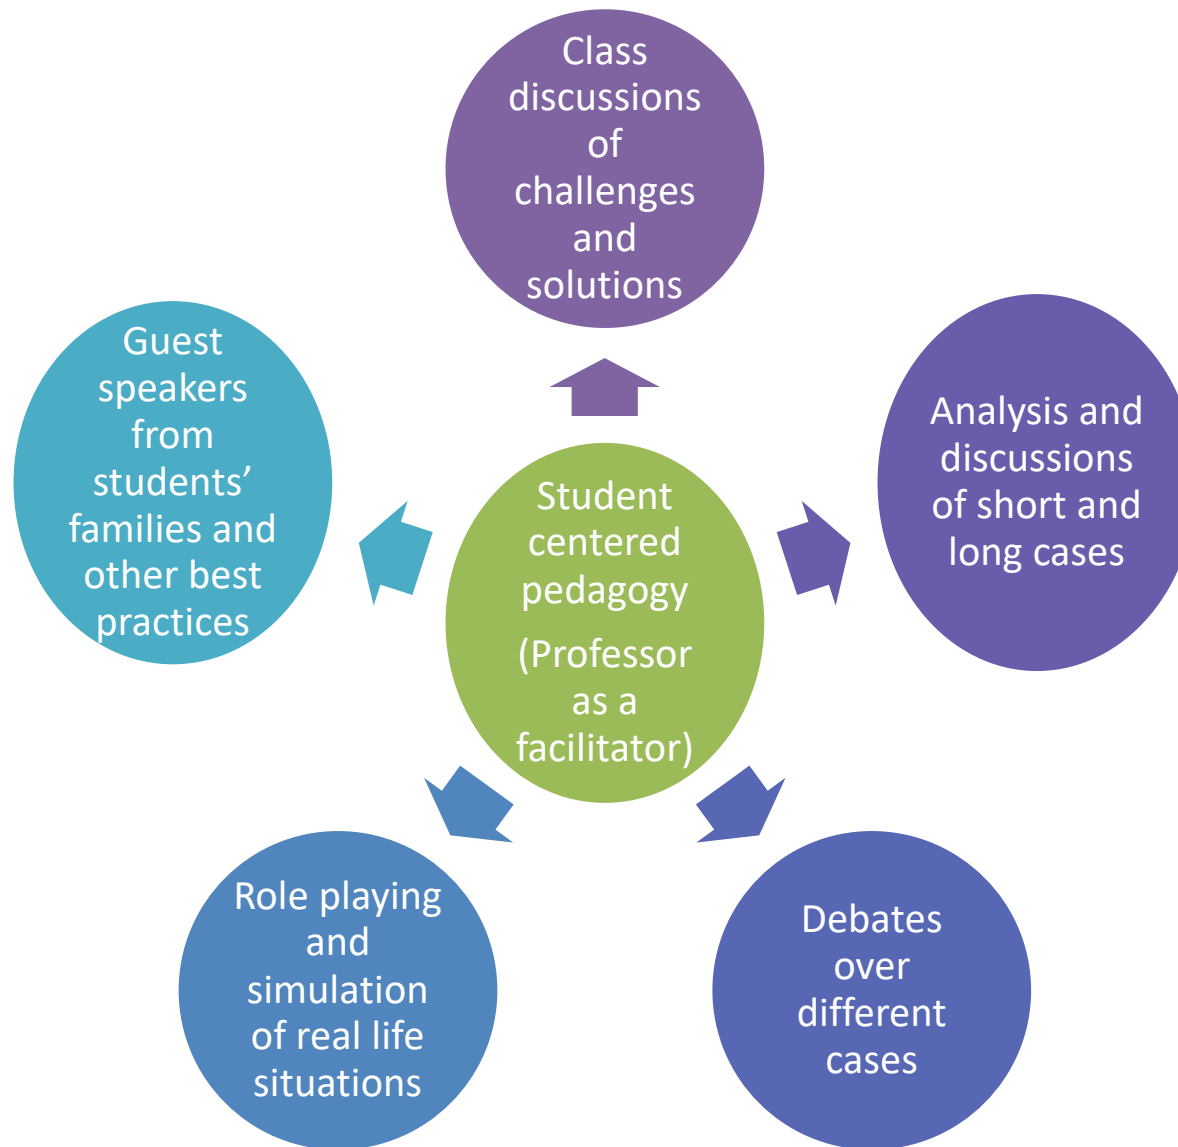 Class
discussions
of
challenges
and
solutions
Analysis and
discussions
of short and
long cases
Debates
over
different
cases
Role playing
and
simulation
of real life
situations
Guest
speakers
from
students’
families and
other best
practices
Student
centered
pedagogy
(Professor
as a
facilitator)